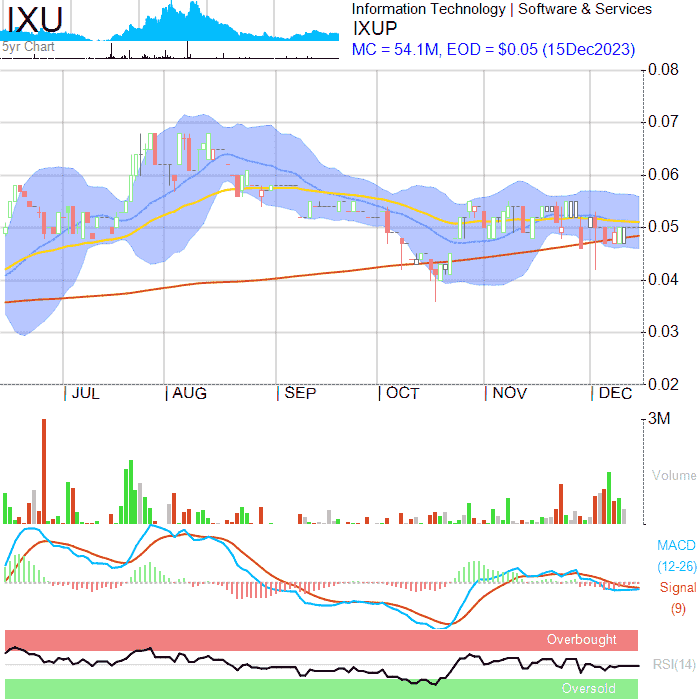 IXU
5yr Chart
Information Technology | Software & Services
IXUP
MC = 54.1M, EOD = $0.05 (15Dec2023)
0.08
0.07
0.06
0.05
0.04
0.03
0.02
JUL AUG SEP OCT NOV DEC
3M
Volume
MACD
(12-26)
Signal
(9)
Overbought
RSI(14)
Oversold